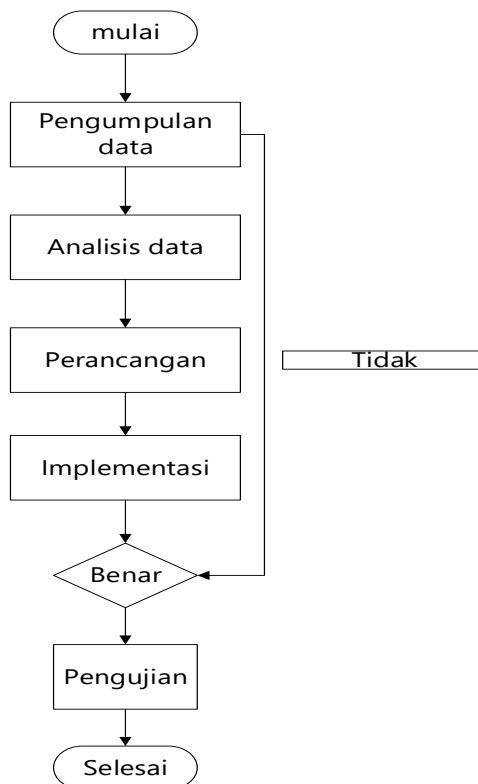 mulai
Pengumpulan
data
Analisis data
Perancangan
Tidak
Implementasi
Benar
Pengujian
Selesai